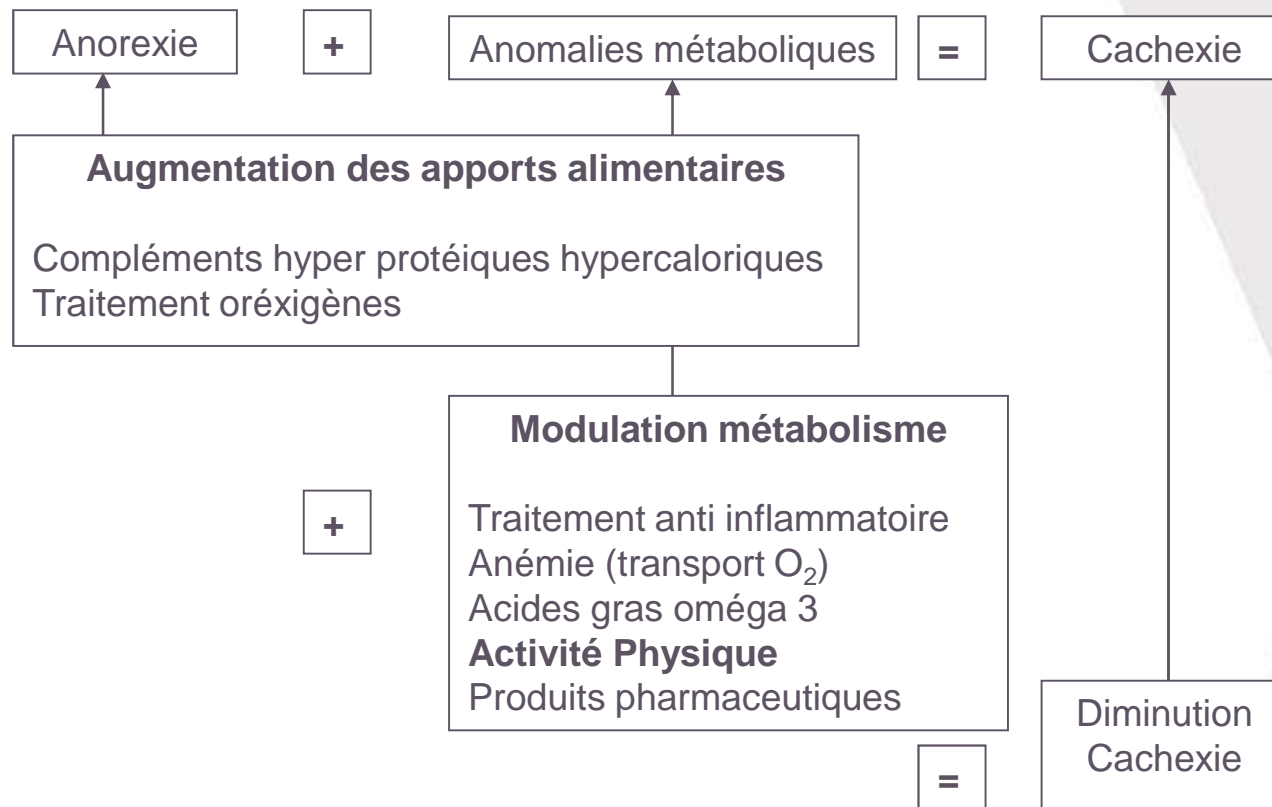 Anorexie + Anomalies métaboliques = Cachexie
Augmentation des apports alimentaires
Compléments hyper protéiques hypercaloriques
Traitement oréxigènes
Modulation métabolisme
+
Traitement anti inflammatoire
Anémie (transport O₂)
Acides gras oméga 3
Activité Physique
Produits pharmaceutiques
=
Diminution
Cachexie